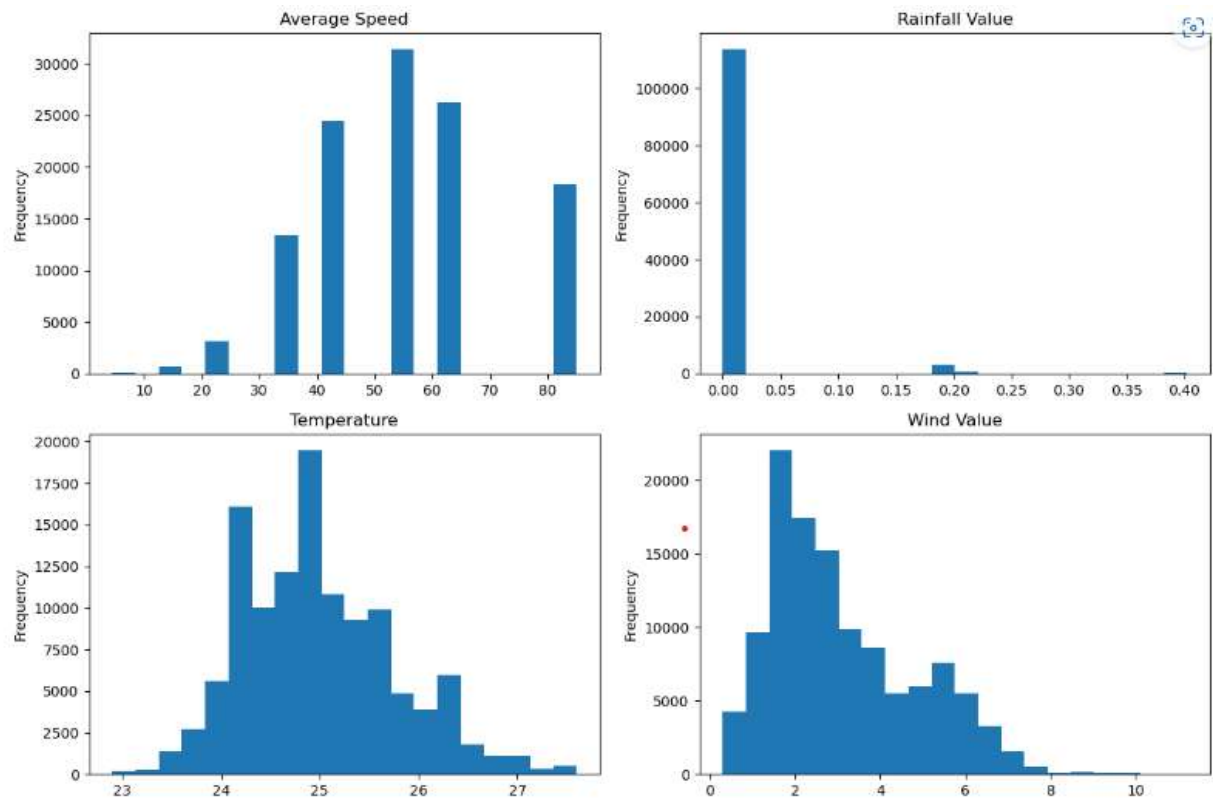 Average Speed
Frequency
30000
25000
20000
15000
10000
5000
0
10 20 30 40 50 60 70 80
Rainfall Value
Frequency
100000
80000
60000
40000
20000
0
0.00 0.05 0.10 0.15 0.20 0.25 0.30 0.35 0.40
Temperature
Frequency
20000
17500
15000
12500
10000
7500
5000
2500
0
23 24 25 26 27
Wind Value
Frequency
20000
15000
10000
5000
0
0 2 4 6 8 10